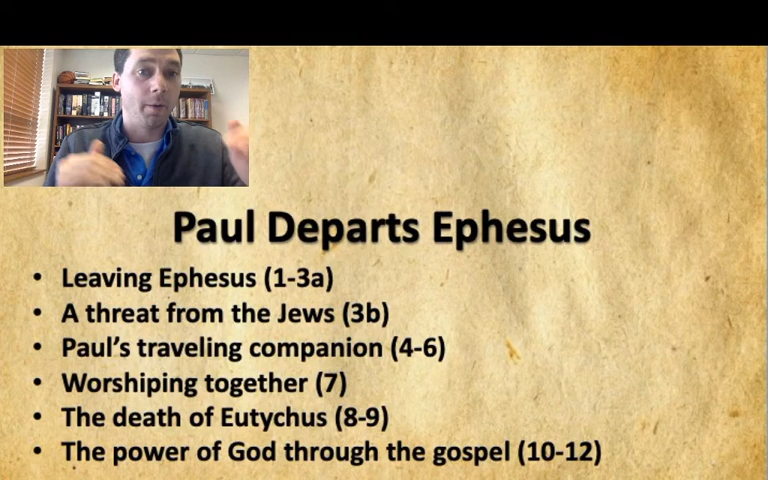 Paul Departs Ephesus
• Leaving Ephesus (1-3a)
• A threat from the Jews (3b)
• Paul's traveling companion (4-6)
• Worshiping together (7)
• The death of Eutychus (8-9)
• The power of God through the gospel (10-12)